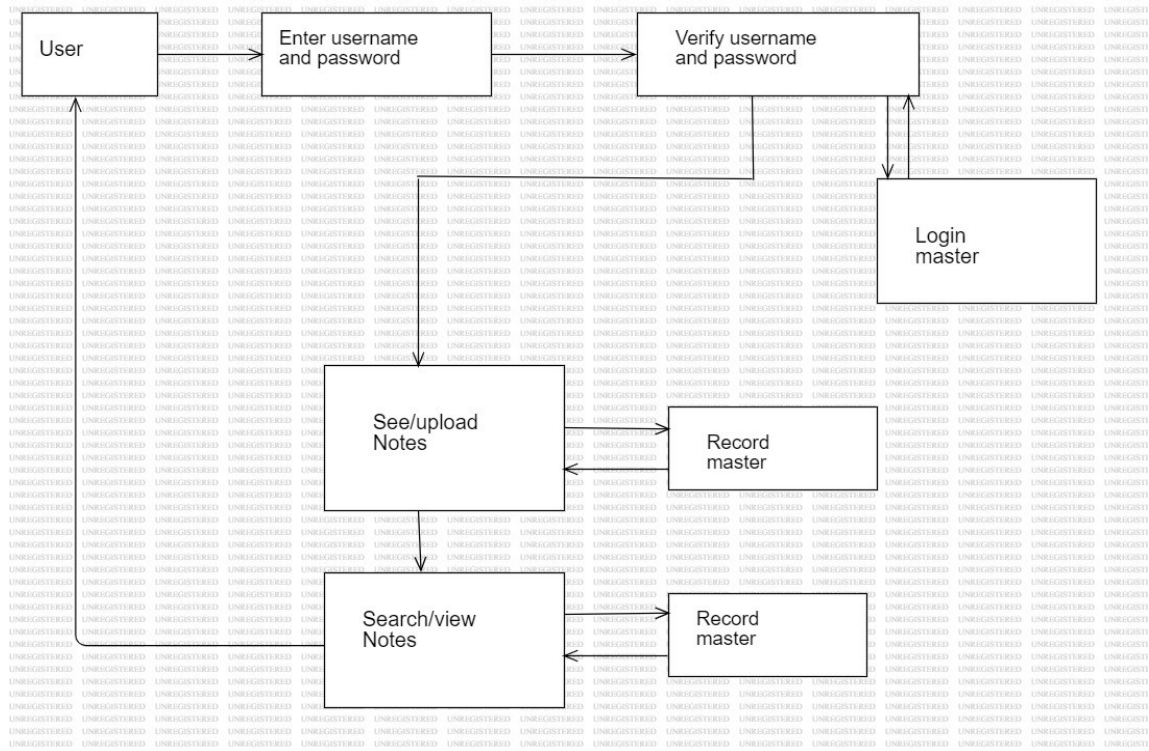 User
Enter username
and password
Verify username
and password
Login
master
See/upload
Notes
Record
master
Search/view
Notes
Record
master
UNREGISTERED